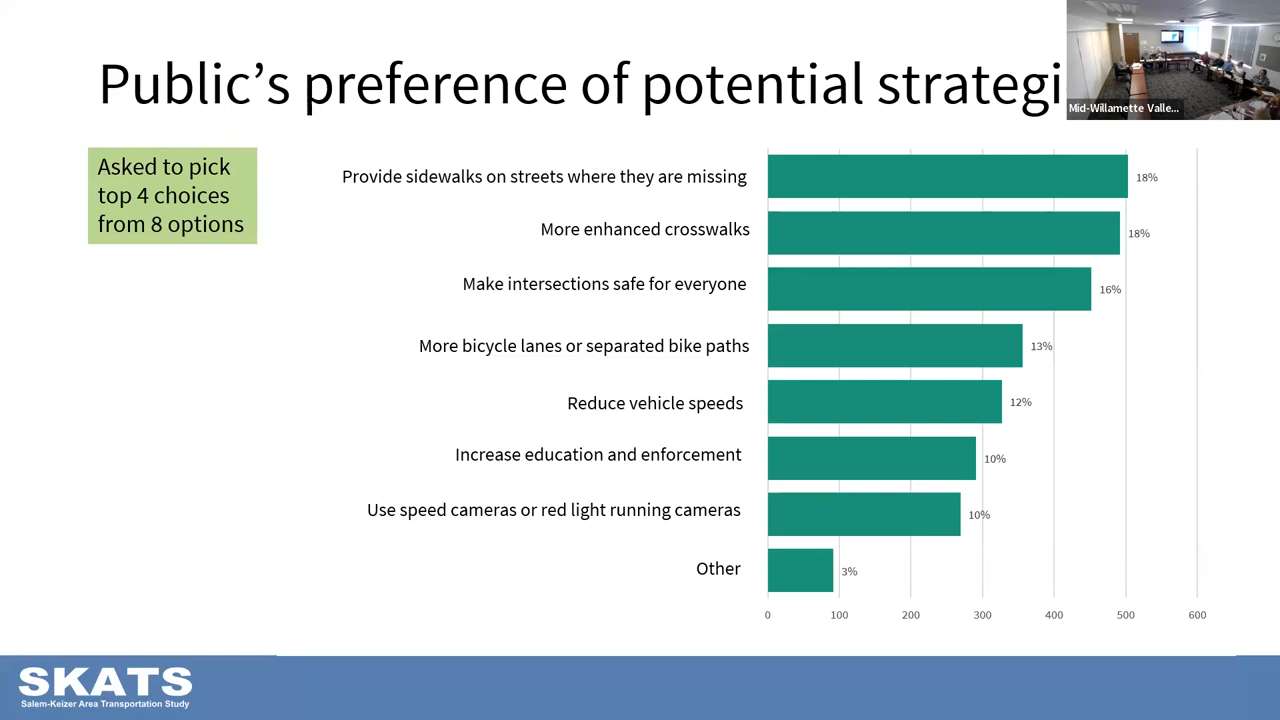 Public’s preference of potential strategi
Mid-Willamette Valle...
Asked to pick
top 4 choices
from 8 options
Provide sidewalks on streets where they are missing
18%
More enhanced crosswalks
18%
Make intersections safe for everyone
16%
More bicycle lanes or separated bike paths
13%
Reduce vehicle speeds
12%
Increase education and enforcement
10%
Use speed cameras or red light running cameras
10%
Other
3%
0 100 200 300 400 500 600
SKATS
Salem-Keizer Area Transportation Study